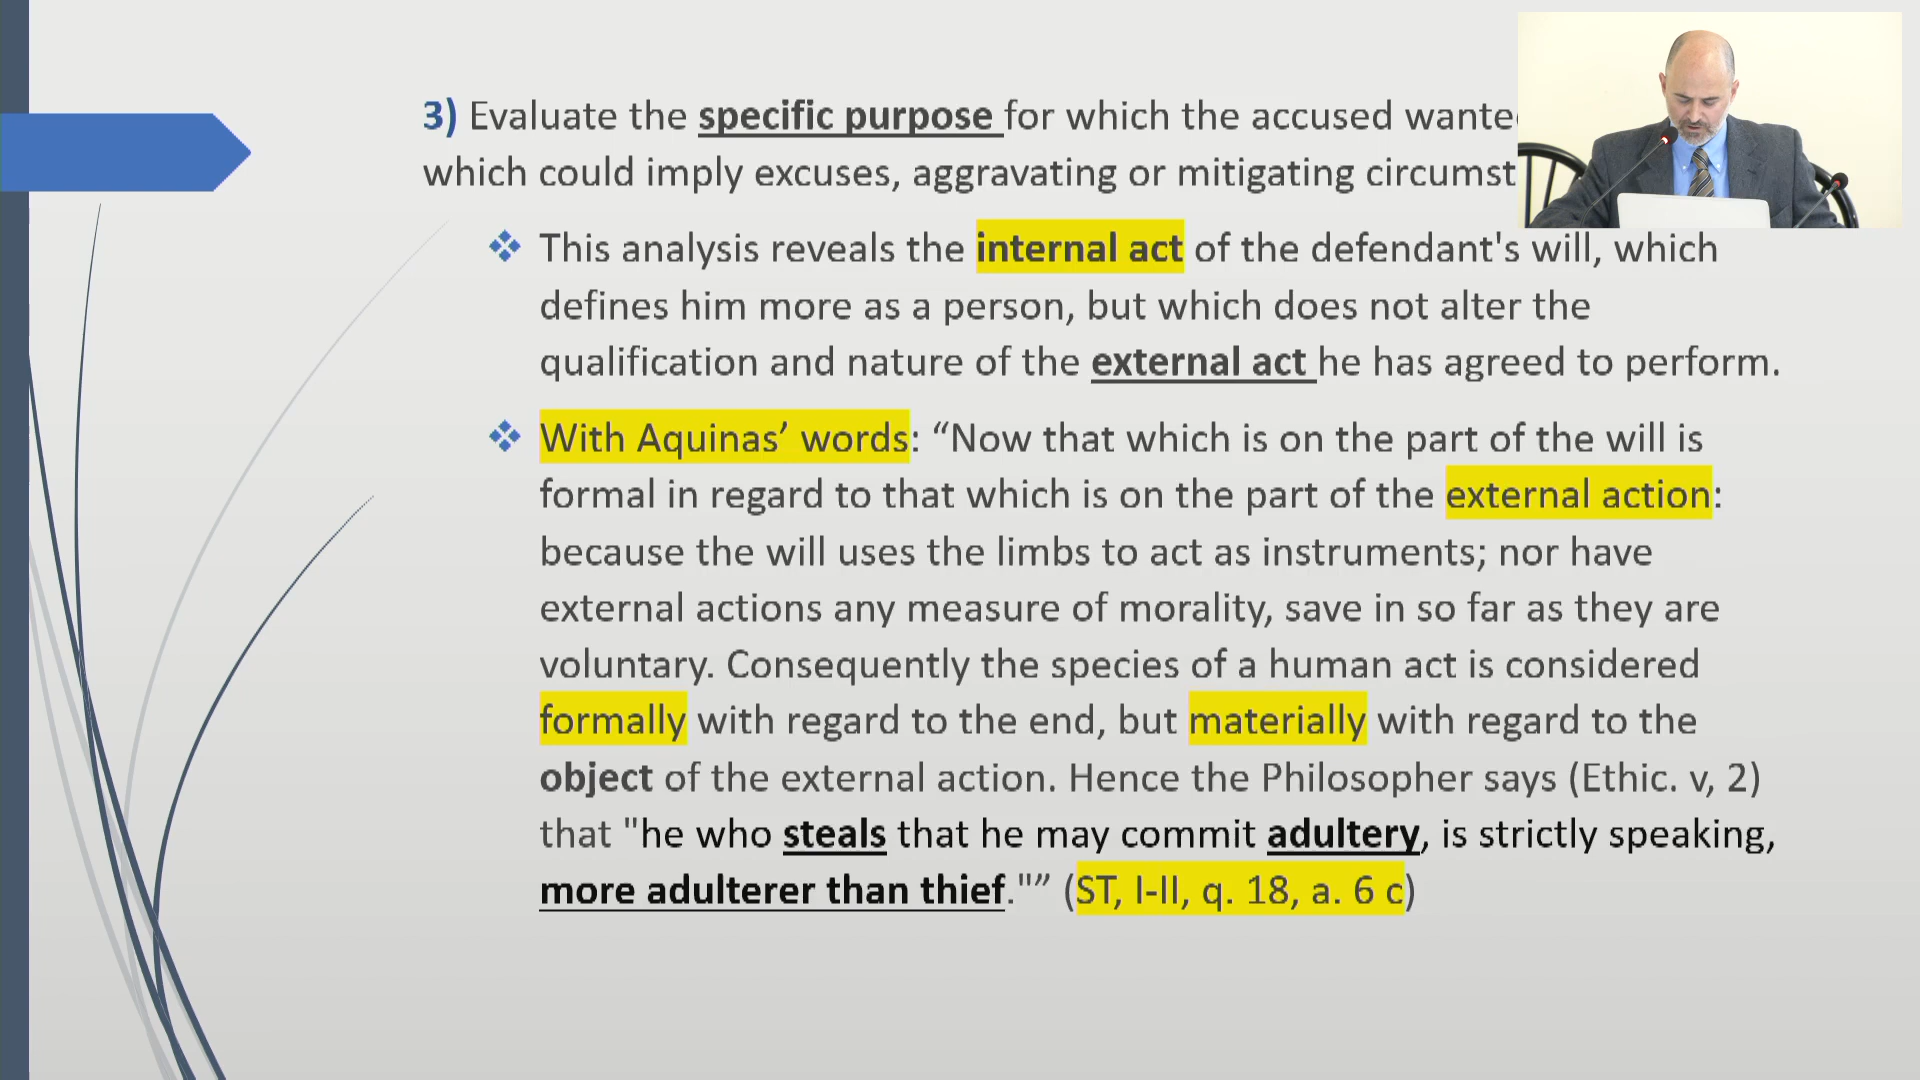 3) Evaluate the specific purpose for which the accused
which could imply excuses, aggravating or mitigating
This analysis reveals the internal act of the defendant's will, which
defines him more as a person, but which does not alter the
qualification and nature of the external act he has agreed to perform.
With Aquinas’ words: “Now that which is on the part of the will is
formal in regard to that which is on the part of the external action:
because the will uses the limbs to act as instruments; nor have
external actions any measure of morality, save in so far as they are
voluntary. Consequently the species of a human act is considered
formally with regard to the end, but materially with regard to the
object of the external action. Hence the Philosopher says (Ethic. v, 2)
that "he who steals that he may commit adultery, is strictly speaking,
more adulterer than thief."” (ST, I-II, q. 18, a. 6 c)